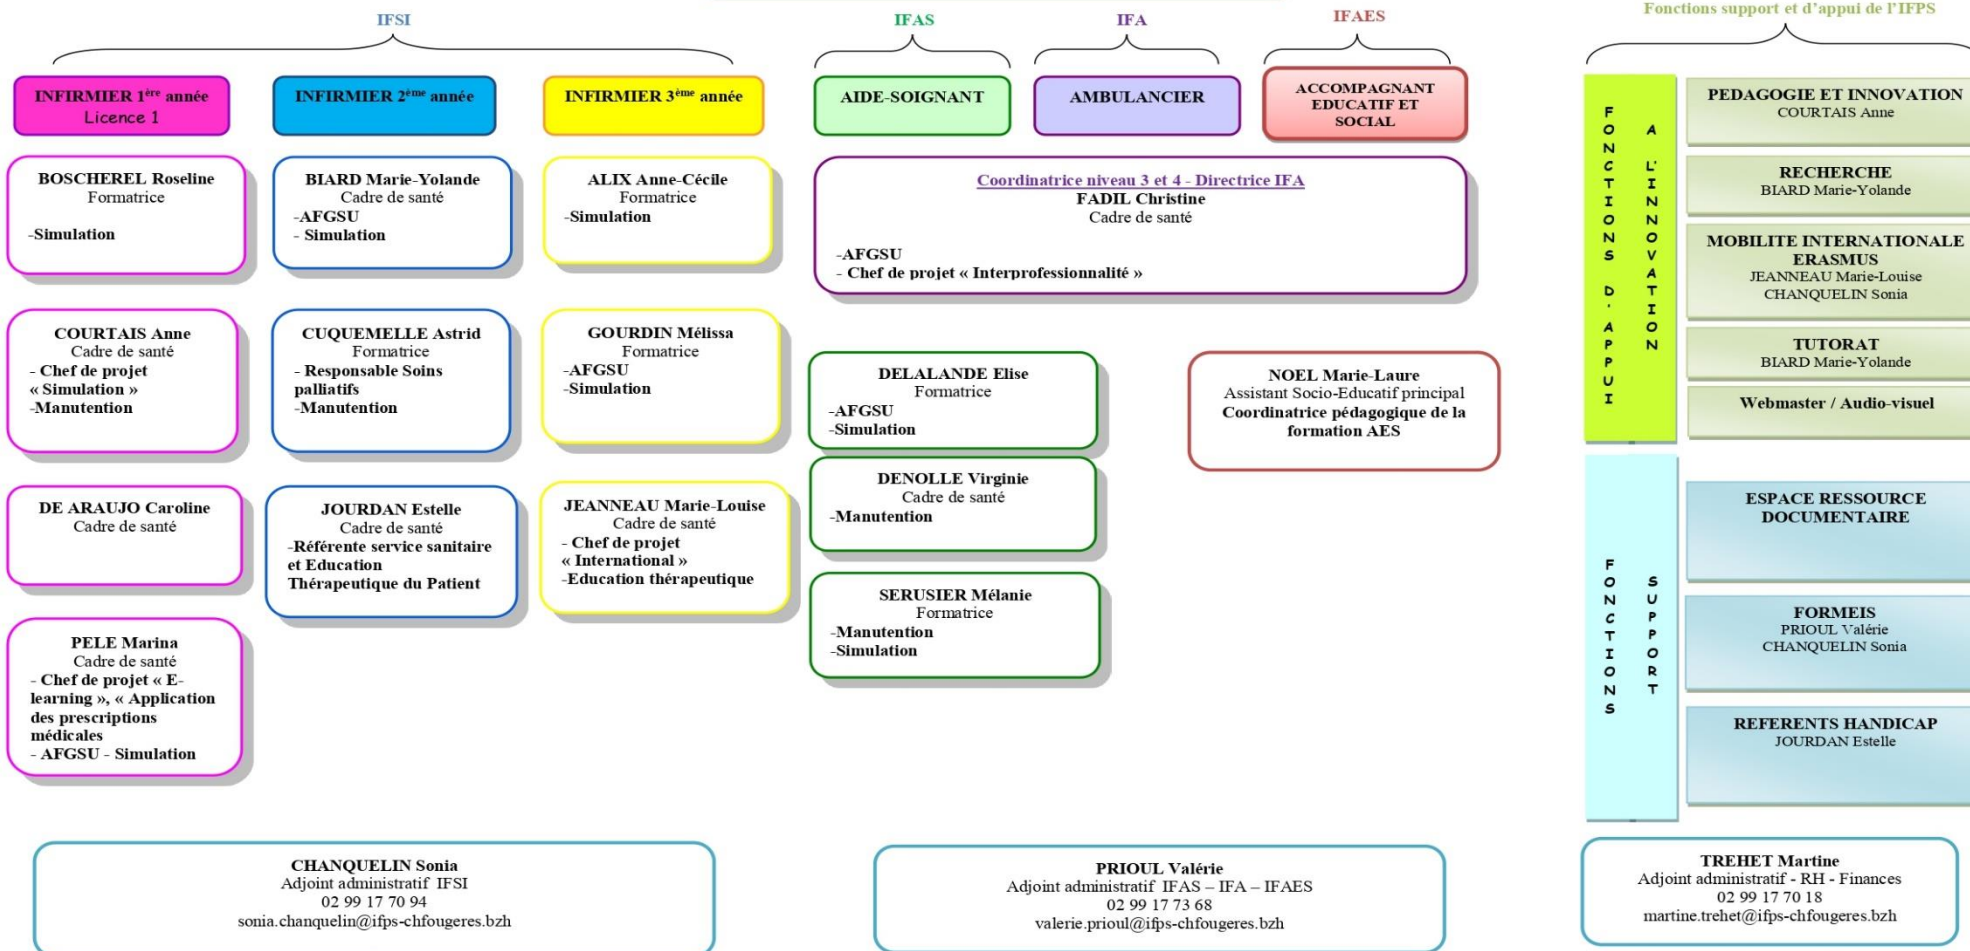 IFSI
IFAS
IFA
IFAES
Fonctions support et d'appui de l'IFPS
INFIRMIER 1ère année
Licence 1
INFIRMIER 2ème année
INFIRMIER 3ème année
AIDE-SOIGNANT
AMBULANCIER
ACCOMPAGNANT
EDUCATIF ET
SOCIAL
BOSCHEREL Roseline
Formatrice
-Simulation
COURTAIS Anne
Cadre de santé
- Chef de projet
« Simulation »
-Manutention
DE ARAUJO Caroline
Cadre de santé
PELE Marina
Cadre de santé
- Chef de projet « E-
learning », « Application
des prescriptions
médicales
- AFGSU - Simulation
BIARD Marie-Yolande
Cadre de santé
-AFGSU
- Simulation
CUQUEMELLE Astrid
Formatrice
- Responsable Soins
palliatifs
-Manutention
JOURDAN Estelle
Cadre de santé
-Référente service sanitaire
et Education
Thérapeutique du Patient
ALIX Anne-Cécile
Formatrice
-Simulation
GOURDIN Mélissa
Formatrice
-AFGSU
-Simulation
JEANNEAU Marie-Louise
Cadre de santé
- Chef de projet
« International »
-Education thérapeutique
Coordinatrice niveau 3 et 4 - Directrice IFA
FADIL Christine
Cadre de santé
-AFGSU
- Chef de projet « Interprofessionnalité »
DELALANDE Elise
Formatrice
-AFGSU
-Simulation
DENOLLE Virginie
Cadre de santé
-Manutention
SERUSIER Mélanie
Formatrice
-Manutention
-Simulation
NOEL Marie-Laure
Assistant Socio-Educatif principal
Coordinatrice pédagogique de la
formation AES
FONCTIONS D'APPUI
A L'INNOVATION
PEDAGOGIE ET INNOVATION
COURTAIS Anne
RECHERCHE
BIARD Marie-Yolande
MOBILITE INTERNATIONALE
ERASMUS
JEANNEAU Marie-Louise
CHANQUELIN Sonia
TUTORAT
BIARD Marie-Yolande
Webmaster / Audio-visuel
FONCTIONS
SUPPORT
ESPACE RESSOURCE
DOCUMENTAIRE
FORMEIS
PRIOUL Valérie
CHANQUELIN Sonia
REFERENTS HANDICAP
JOURDAN Estelle
CHANQUELIN Sonia
Adjoint administratif IFSI
02 99 17 70 94
sonia.chanquelin@ifps-chfougeres.bzh
PRIOUL Valérie
Adjoint administratif IFAS – IFA – IFAES
02 99 17 73 68
valerie.prioul@ifps-chfougeres.bzh
TREHET Martine
Adjoint administratif - RH - Finances
02 99 17 70 18
martine.trehet@ifps-chfougeres.bzh